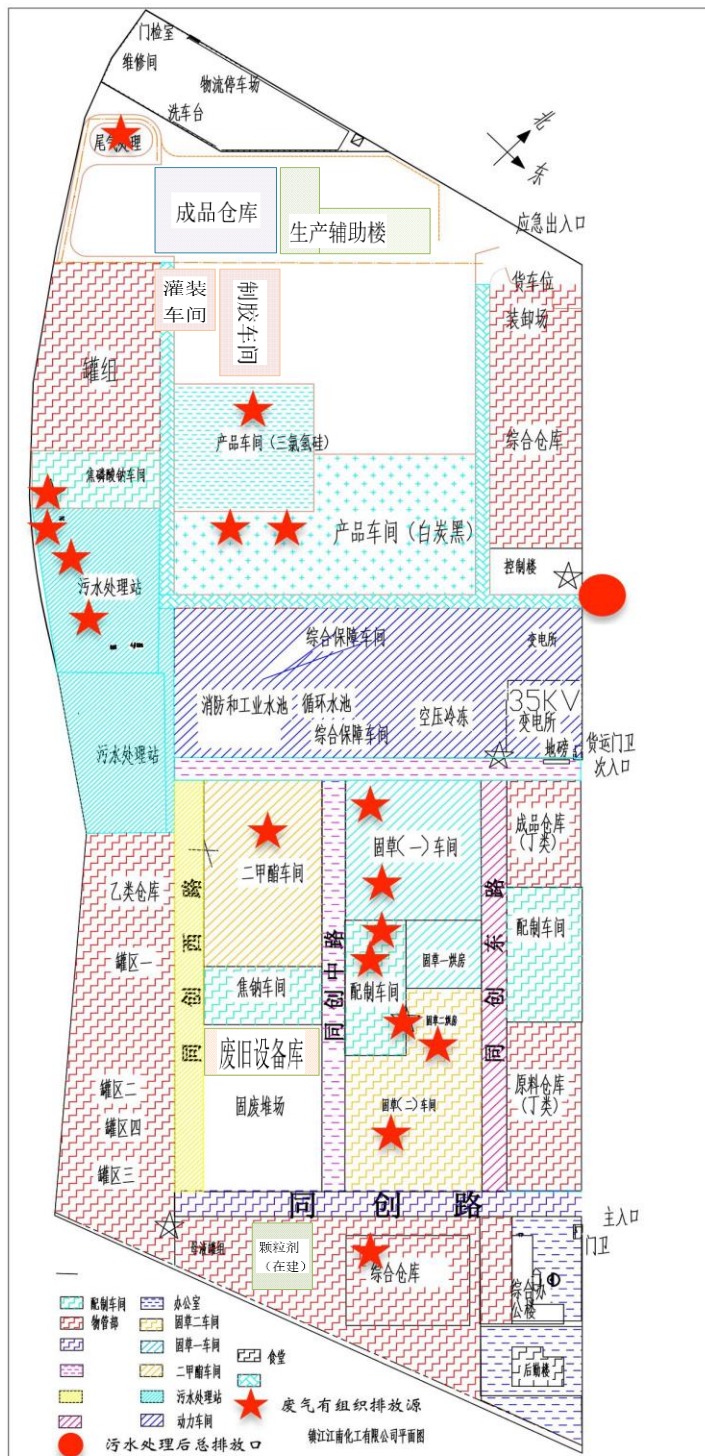 门检室
维修间
物流停车场
洗车台
北
东
尾气处理
成品仓库
生产辅助楼
应急出入口
灌装
车间
制胶车间
货车位
装卸场
罐组
产品车间(三氯氢硅)
综合仓库
焦磷酸钠车间
产品车间(白炭黑)
控制楼
污水处理站
综合保障车间
变电所
消防和工业水池
循环水池
空压冷冻
综合保障车间
35KV
变电所
地磅
货运门卫
次入口
污水处理站
二甲酯车间
固草(一)车间
成品仓库
(丁类)
乙类仓库
同创西路
同创中路
同创东路
配制车间
罐区一
固草一烘房
焦钠车间
配制车间
固草二烘房
废旧设备库
罐区二
固废堆场
原料仓库
(丁类)
罐区四
固草(二)车间
罐区三
同创路
主入口
门卫
母液罐组
颗粒剂
(在建)
综合仓库
综合办
公楼
后勤楼
配制车间
办公室
物管部
固草二车间
固草一车间
食堂
二甲酯车间
污水处理站
废气有组织排放源
动力车间
污水处理后总排放口
镇江江南化工有限公司平面图